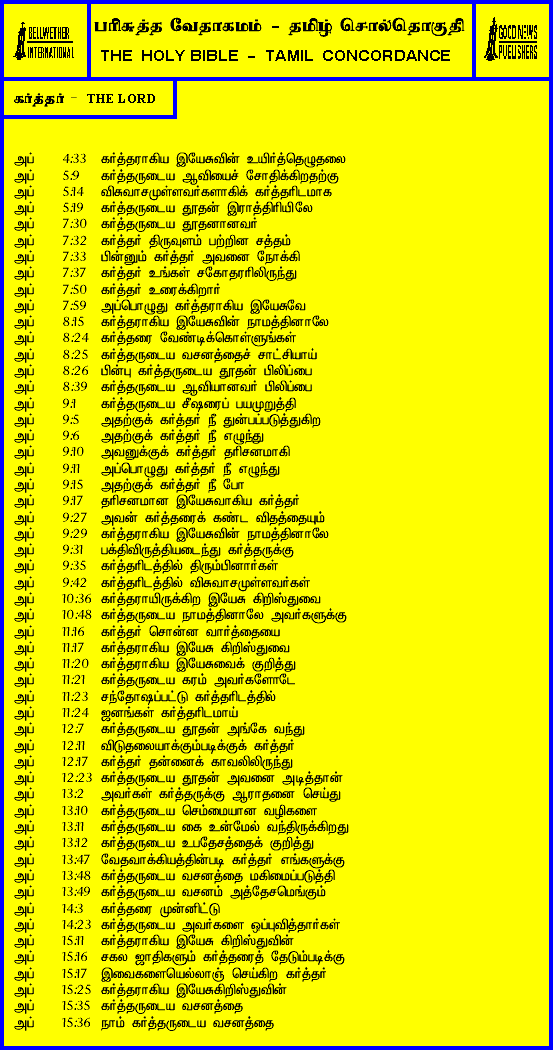 BELLWETHER
INTERNATIONAL
பரிசுத்த வேதாகமம் - தமிழ் சொல்தொகுதி
THE HOLY BIBLE - TAMIL CONCORDANCE
GOOD NEWS
PUBLISHERS
கர்த்தர் - THE LORD
அப் 4:33 கர்த்தராகிய இயேசுவின் உயிர்த்தெழுதலை
அப் 5:9 கர்த்தருடைய ஆவியைச் சோதிக்கிறதற்கு
அப் 5:14 விசுவாசமுள்ளவர்களாகிக் கர்த்தரிடமாக
அப் 5:19 கர்த்தருடைய தூதன் இராத்திரியிலே
அப் 7:30 கர்த்தருடைய தூதனானவர்
அப் 7:32 கர்த்தர் திருவுளம் பற்றின சத்தம்
அப் 7:33 பின்னும் கர்த்தர் அவனை நோக்கி
அப் 7:37 கர்த்தர் உங்கள் சகோதரரிலிருந்து
அப் 7:50 கர்த்தர் உரைக்கிறார்
அப் 7:59 அப்பொழுது கர்த்தராகிய இயேசுவே
அப் 8:15 கர்த்தராகிய இயேசுவின் நாமத்தினாலே
அப் 8:24 கர்த்தரை வேண்டிக்கொள்ளுங்கள்
அப் 8:25 கர்த்தருடைய வசனத்தைச் சாட்சியாய்
அப் 8:26 பின்பு கர்த்தருடைய தூதன் பிலிப்பை
அப் 8:39 கர்த்தருடைய ஆவியானவர் பிலிப்பை
அப் 9:1 கர்த்தருடைய சீஷரைப் பயமுறுத்தி
அப் 9:5 அதற்குக் கர்த்தர் நீ துன்பப்படுத்துகிற
அப் 9:6 அதற்குக் கர்த்தர் நீ எழுந்து
அப் 9:10 அவனுக்குக் கர்த்தர் தரிசனமாகி
அப் 9:11 அப்பொழுது கர்த்தர் நீ எழுந்து
அப் 9:15 அதற்குக் கர்த்தர் நீ போ
அப் 9:17 தரிசனமான இயேசுவாகிய கர்த்தர்
அப் 9:27 அவன் கர்த்தரைக் கண்ட விதத்தையும்
அப் 9:29 கர்த்தராகிய இயேசுவின் நாமத்தினாலே
அப் 9:31 பக்திவிருத்தியடைந்து கர்த்தருக்கு
அப் 9:35 கர்த்தரிடத்தில் திரும்பினார்கள்
அப் 9:42 கர்த்தரிடத்தில் விசுவாசமுள்ளவர்கள்
அப் 10:36 கர்த்தராயிருக்கிற இயேசு கிறிஸ்துவை
அப் 10:48 கர்த்தருடைய நாமத்தினாலே அவர்களுக்கு
அப் 11:16 கர்த்தர் சொன்ன வார்த்தையை
அப் 11:17 கர்த்தராகிய இயேசு கிறிஸ்துவை
அப் 11:20 கர்த்தராகிய இயேசுவைக் குறித்து
அப் 11:21 கர்த்தருடைய கரம் அவர்களோடே
அப் 11:23 சந்தோஷப்பட்டு கர்த்தரிடத்தில்
அப் 11:24 ஜனங்கள் கர்த்தரிடமாய்
அப் 12:7 கர்த்தருடைய தூதன் அங்கே வந்து
அப் 12:11 விடுதலையாக்கும்படிக்குக் கர்த்தர்
அப் 12:17 கர்த்தர் தன்னைக் காவலிலிருந்து
அப் 12:23 கர்த்தருடைய தூதன் அவனை அடித்தான்
அப் 13:2 அவர்கள் கர்த்தருக்கு ஆராதனை செய்து
அப் 13:10 கர்த்தருடைய செம்மையான வழிகளை
அப் 13:11 கர்த்தருடைய கை உன்மேல் வந்திருக்கிறது
அப் 13:12 கர்த்தருடைய உபதேசத்தைக் குறித்து
அப் 13:47 வேதவாக்கியத்தின்படி கர்த்தர் எங்களுக்கு
அப் 13:48 கர்த்தருடைய வசனத்தை மகிமைப்படுத்தி
அப் 13:49 கர்த்தருடைய வசனம் அத்தேசமெங்கும்
அப் 14:3 கர்த்தரை முன்னிட்டு
அப் 14:23 கர்த்தருடைய அவர்களை ஒப்புவித்தார்கள்
அப் 15:11 கர்த்தராகிய இயேசு கிறிஸ்துவின்
அப் 15:16 சகல ஜாதிகளும் கர்த்தரைத் தேடும்படிக்கு
அப் 15:17 இவைகளையெல்லாஞ் செய்கிற கர்த்தர்
அப் 15:25 கர்த்தராகிய இயேசுகிறிஸ்துவின்
அப் 15:35 கர்த்தருடைய வசனத்தை
அப் 15:36 நாம் கர்த்தருடைய வசனத்தை